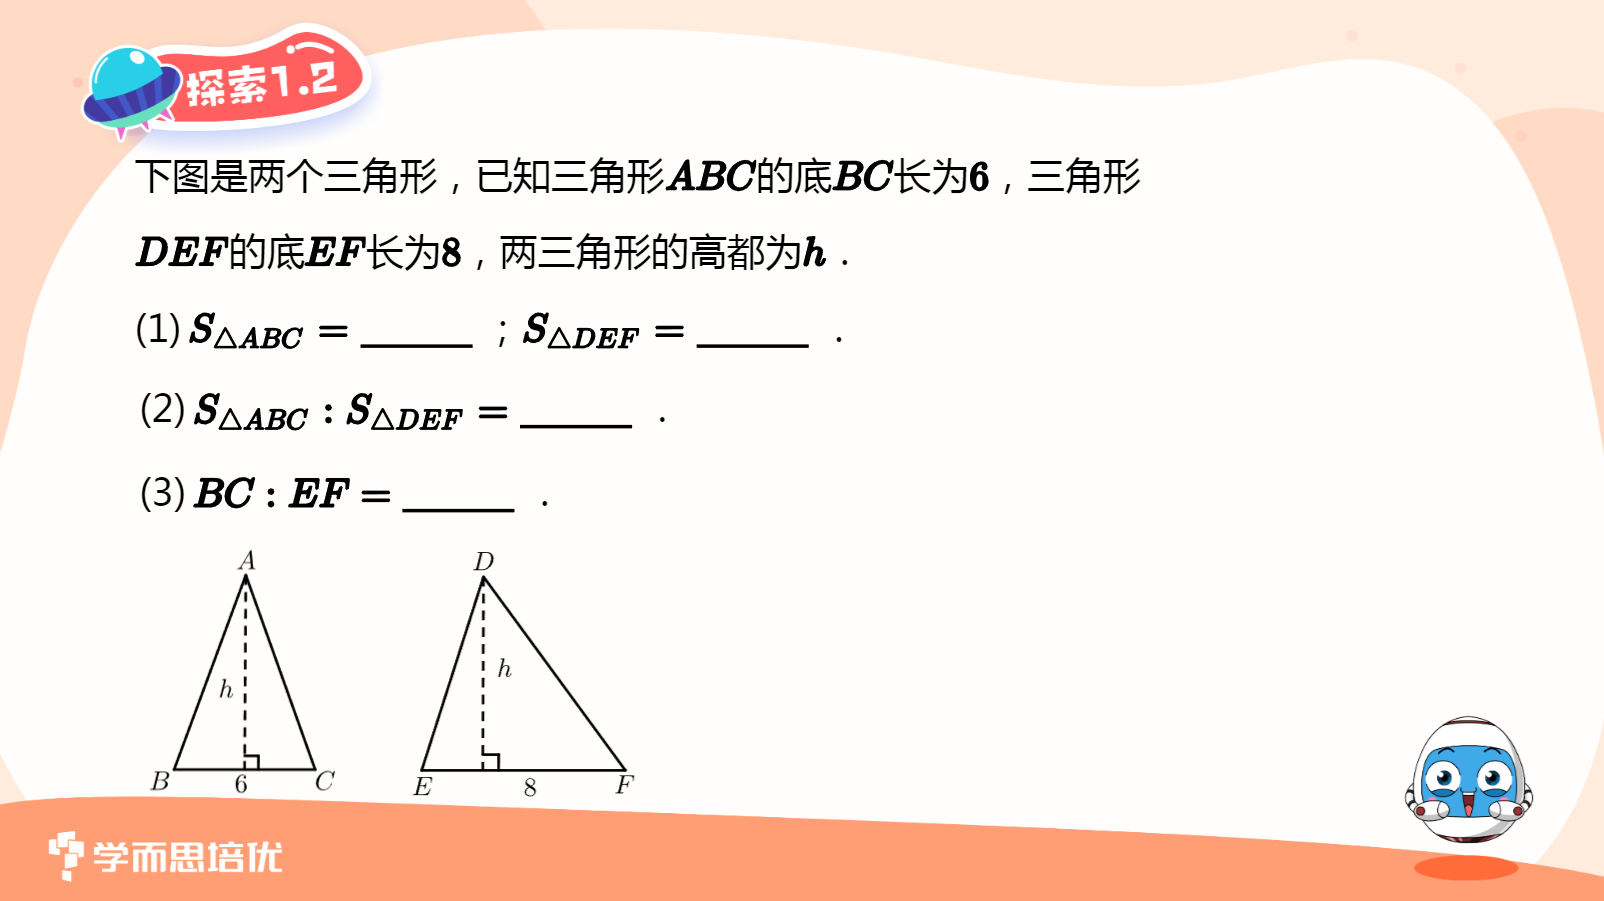 探索1.2
下图是两个三角形，已知三角形ABC的底BC长为6，三角形
DEF的底EF长为8，两三角形的高都为h．
(1) S△ABC = ______ ；S△DEF = ______ ．
(2) S△ABC : S△DEF = ______ ．
(3) BC : EF = ______ ．
A
D
h
h
B
6
C
E
8
F
学而思培优